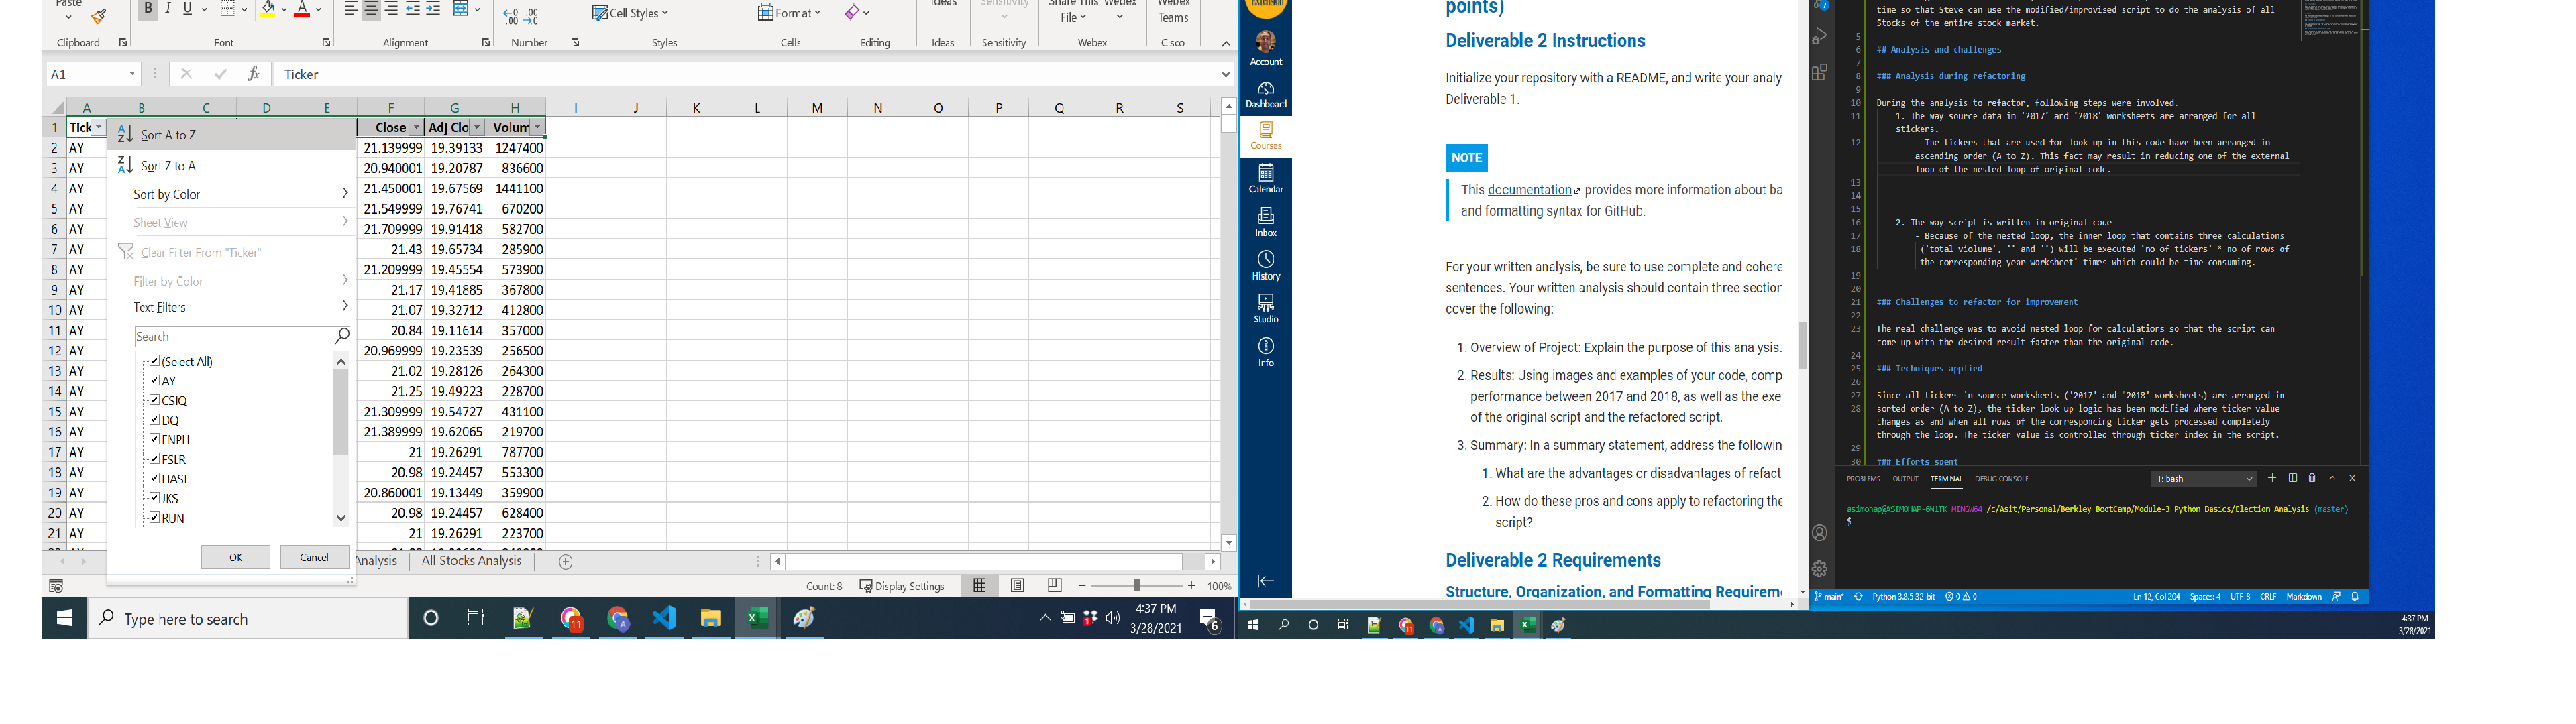 Paste
B I U
A
Cell Styles
Format
Ideas
Sensitivity
Share This
File
Webex
Webex
Teams
Clipboard
Font
Alignment
Number
Styles
Cells
Editing
Ideas
Sensitivity
Webex
Cisco
A1
fx
Ticker
A B C D E F G H I J K L M N O P Q R S
1 Tick Close Adj Clo Volum
2 AY 21.139999 19.39133 1247400
3 AY 20.940001 19.20787 836600
4 AY 21.450001 19.67569 1441100
5 AY 21.549999 19.76741 670200
6 AY 21.709999 19.91418 582700
7 AY 21.43 19.65734 285900
8 AY 21.209999 19.45554 573900
9 AY 21.17 19.41885 367800
10 AY 21.07 19.32712 412800
11 AY 20.84 19.11614 357000
12 AY 20.969999 19.23539 256500
13 AY 21.02 19.28126 264300
14 AY 21.25 19.49223 228700
15 AY 21.309999 19.54727 431100
16 AY 21.389999 19.62065 219700
17 AY 21 19.26291 787700
18 AY 20.98 19.24457 553300
19 AY 20.860001 19.13449 359900
20 AY 20.98 19.24457 628400
21 AY 21 19.26291 223700
Sort A to Z
Sort Z to A
Sort by Color
Sheet View
Clear Filter From "Ticker"
Filter by Color
Text Filters
Search
(Select All)
AY
CSIQ
DQ
ENPH
FSLR
HASI
JKS
RUN
OK
Cancel
Analysis
All Stocks Analysis
Count: 8
Display Settings
100%
Type here to search
4:37 PM
3/28/2021
Account
Dashboard
Courses
Calendar
Inbox
History
Studio
Info
points)
Deliverable 2 Instructions
Initialize your repository with a README, and write your analy
Deliverable 1.
NOTE
This documentation provides more information about ba
and formatting syntax for GitHub.
For your written analysis, be sure to use complete and cohere
sentences. Your written analysis should contain three section
cover the following:
1. Overview of Project: Explain the purpose of this analysis.
2. Results: Using images and examples of your code, comp
performance between 2017 and 2018, as well as the exe
of the original script and the refactored script.
3. Summary: In a summary statement, address the followin
1. What are the advantages or disadvantages of refact
2. How do these pros and cons apply to refactoring the
script?
Deliverable 2 Requirements
Structure, Organization, and Formatting Requirem
time so that Steve can use the modified/improvised script to do the analysis of all
Stocks of the entire stock market.
5
6 ## Analysis and challenges
7
8 ### Analysis during refactoring
9
10 During the analysis to refactor, following steps were involved.
11 1. The way source data in '2017' and '2018' worksheets are arranged for all
stickers.
12 - The tickers that are used for look up in this code have been arranged in
ascending order (A to Z). This fact may result in reducing one of the external
loop of the nested loop of original code.
13
14
15
16 2. The way script is written in original code
17 - Because of the nested loop, the inner loop that contains three calculations
18 ('total violume', '' and '') will be executed 'no of tickers' * no of rows of
the corresponding year worksheet' times which could be time consuming.
19
20
21 ### Challenges to refactor for improvement
22
23 The real challenge was to avoid nested loop for calculations so that the script can
come up with the desired result faster than the original code.
24
25 ### Techniques applied
26
27 Since all tickers in source worksheets ('2017' and '2018' worksheets) are arranged in
28 sorted order (A to Z), the ticker look up logic has been modified where ticker value
changes as and when all rows of the corresponcing ticker gets processed completely
through the loop. The ticker value is controlled through ticker index in the script.
29
30 ### Efforts spent
PROBLEMS OUTPUT TERMINAL DEBUG CONSOLE
1: bash
asimohap@ASIMOHAP-6N1TK MINGW64 /c/Asit/Personal/Berkley BootCamp/Module-3 Python Basics/Election_Analysis (master)
$
main* Python 3.8.5 32-bit 0 0
Ln 12, Col 204 Spaces: 4 UTF-8 CRLF Markdown
4:37 PM
3/28/2021